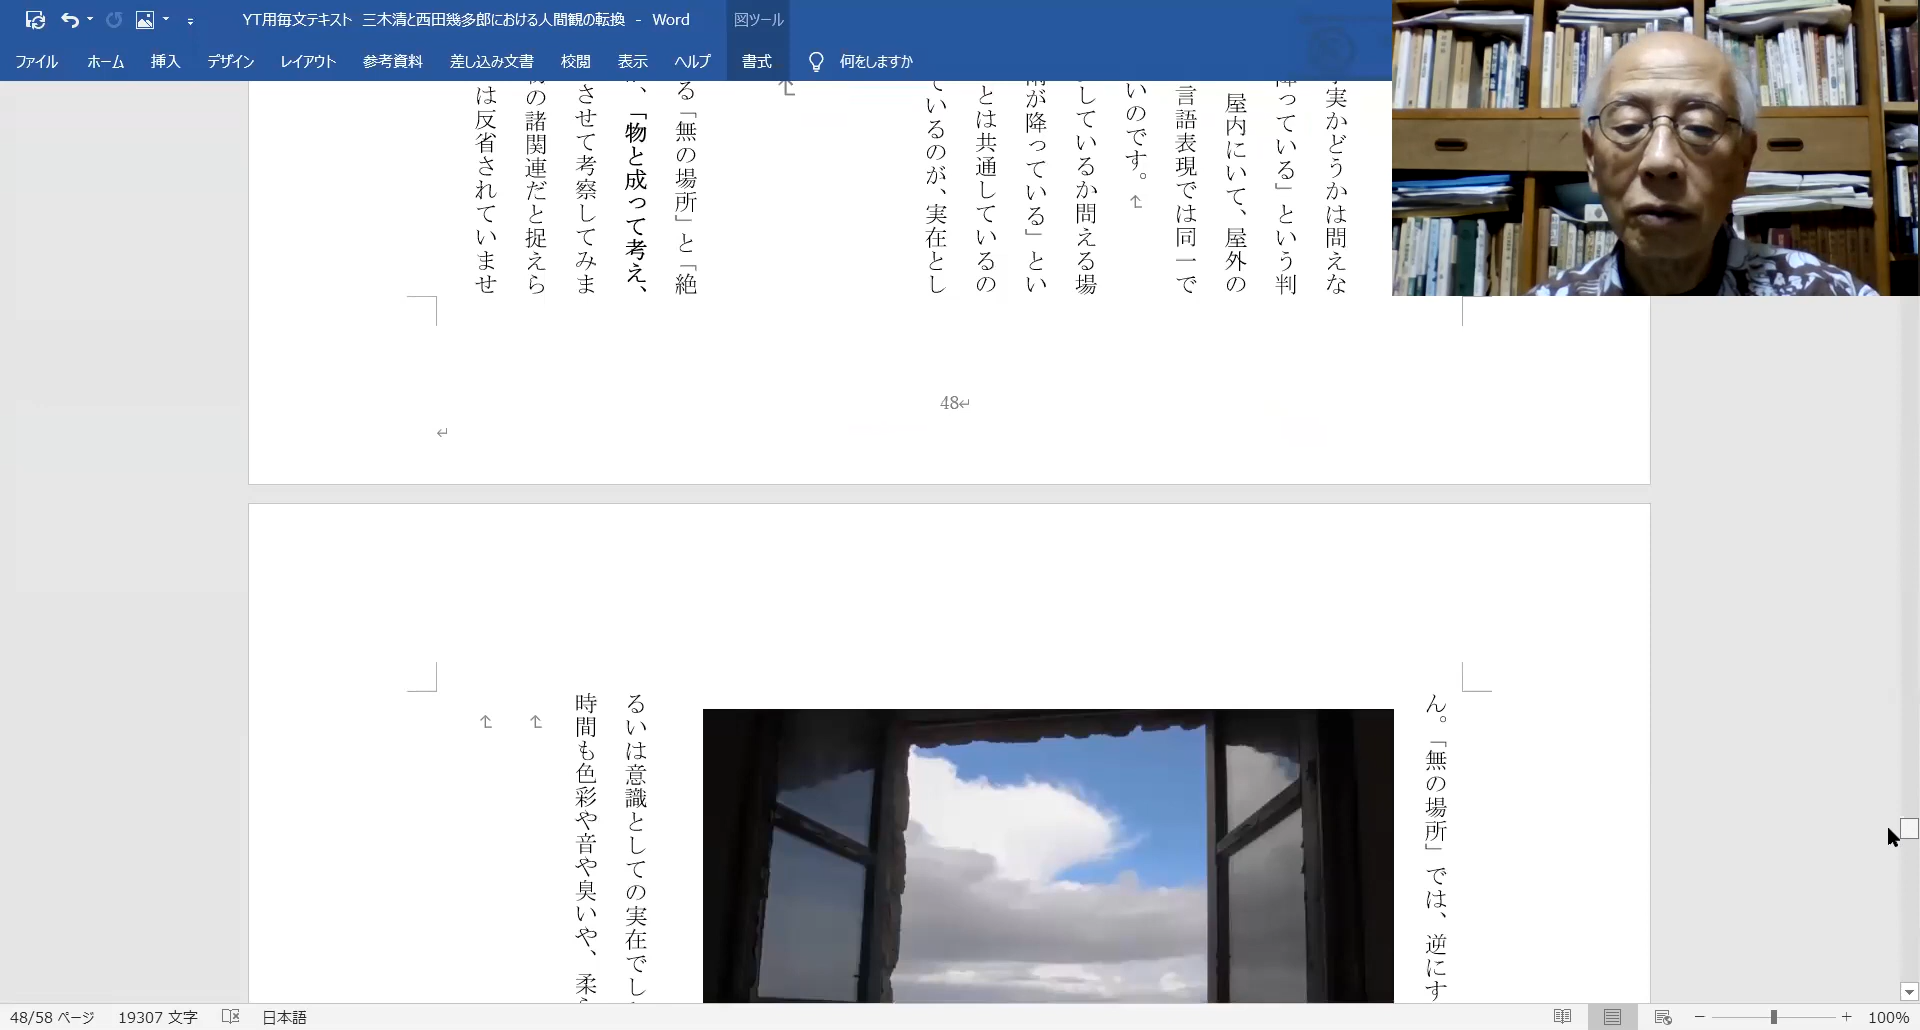 YT用毎文テキスト 三木清と西田幾多郎における人間観の転換 - Word
図ツール
ファイル
ホーム
挿入
デザイン
レイアウト
参考資料
差し込み文書
校閲
表示
ヘルプ
書式
何をしますか
実かどうかは問えな
っている」という判
屋内にいて、屋外の
言語表現では同一で
いのです。
しているか問える場
が降っている」とい
とは共通しているの
ているのが、実在とし
る「無の場所」と「絶
、「物と成って考え、
させて考察してみま
の諸関連だと捉えら
は反省されていませ
48
ん。「無の場所」では、逆にす
るいは意識としての実在でし
時間も色彩や音や臭いや、柔
48/58 ページ
19307 文字
日本語
100%